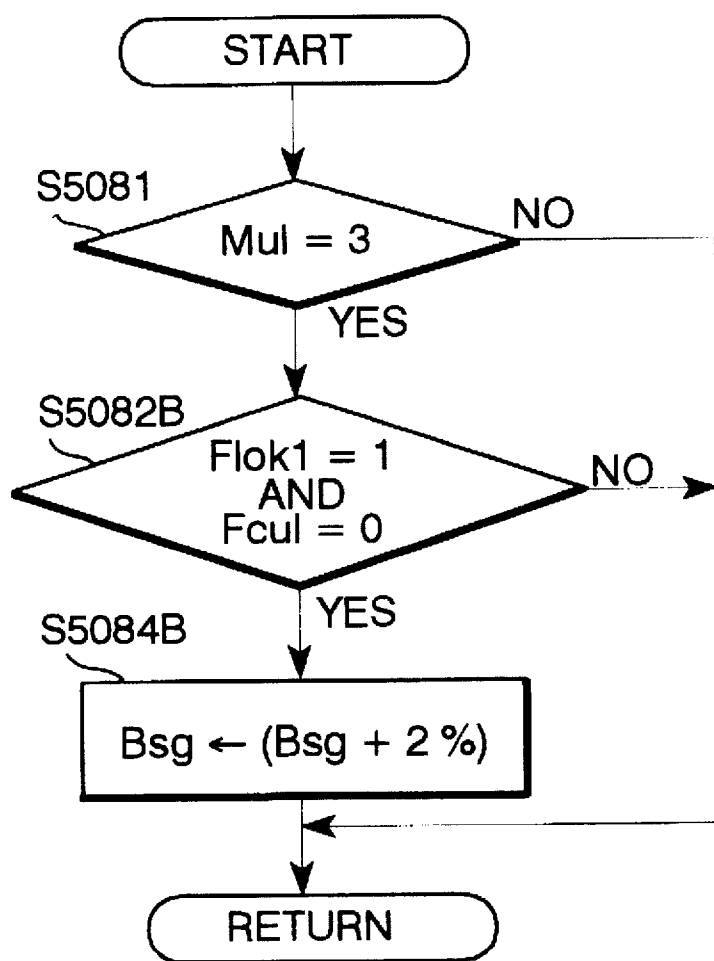 START
S5081
Mul = 3
NO
YES
S5082B
Flok1 = 1
AND
Fcul = 0
NO
YES
S5084B
Bsg ← (Bsg + 2 %)
RETURN